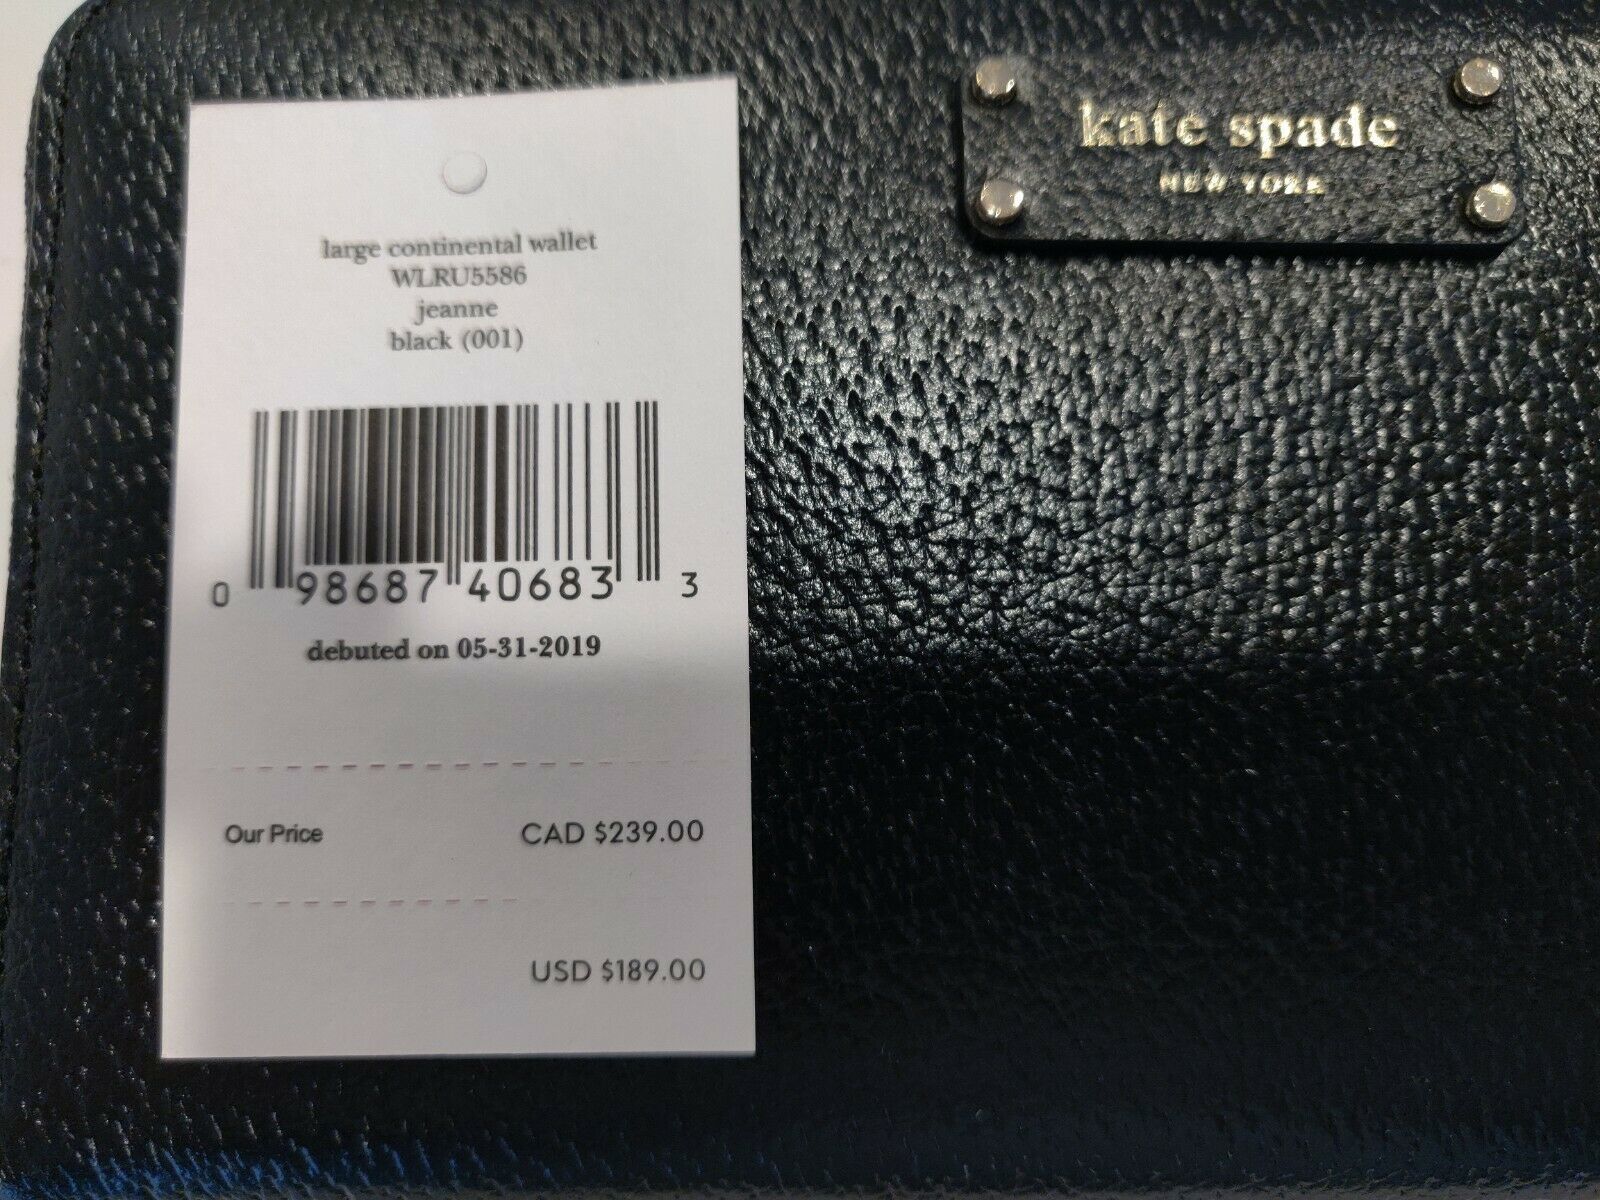 kate spade
NEW YORK
large continental wallet
WLRU5586
jeanne
black (001)
0 98687 40683 3
debuted on 05-31-2019
Our Price CAD $239.00
USD $189.00